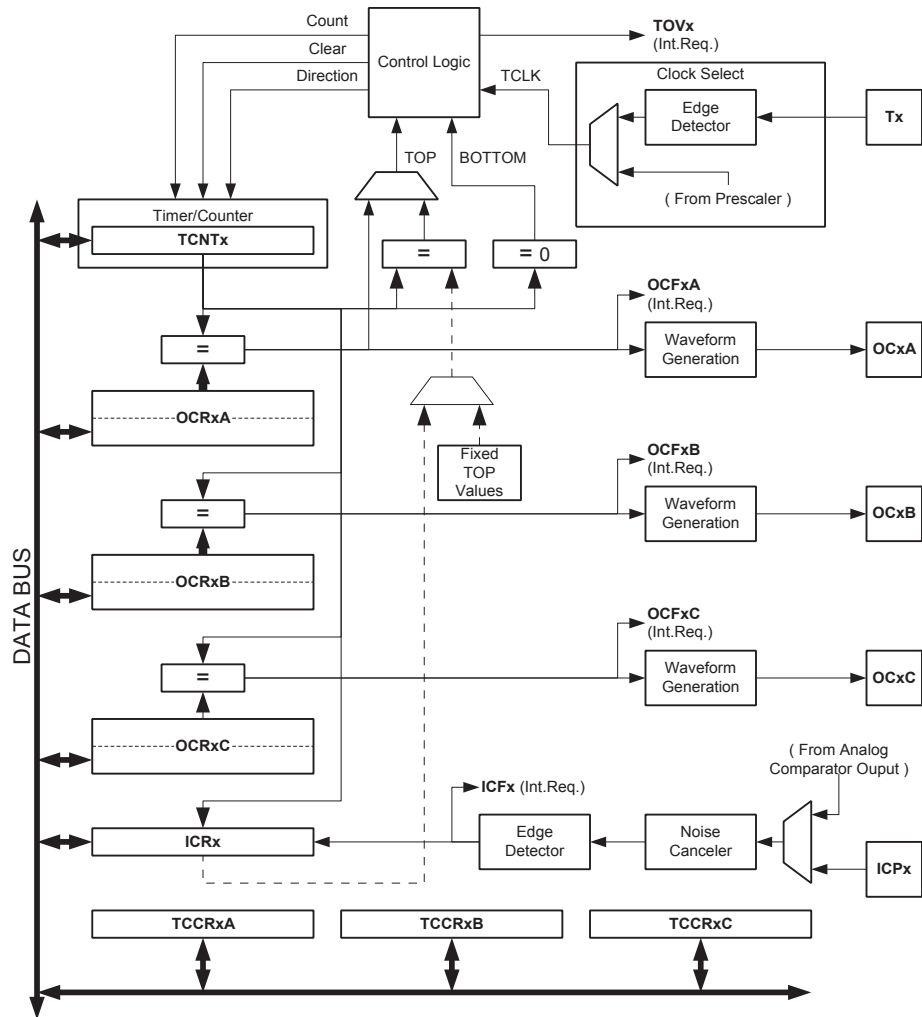 Count
Clear
Direction
Control Logic
TOVx
(Int.Req.)
TCLK
Clock Select
Edge
Detector
Tx
( From Prescaler )
TOP
BOTTOM
Timer/Counter
TCNTx
=
= 0
OCFxA
(Int.Req.)
=
Waveform
Generation
OCxA
OCRxA
Fixed
TOP
Values
OCFxB
(Int.Req.)
=
Waveform
Generation
OCxB
OCRxB
DATA BUS
OCFxC
(Int.Req.)
=
Waveform
Generation
OCxC
OCRxC
( From Analog
Comparator Ouput )
ICFx (Int.Req.)
ICRx
Edge
Detector
Noise
Canceler
ICPx
TCCRxA
TCCRxB
TCCRxC